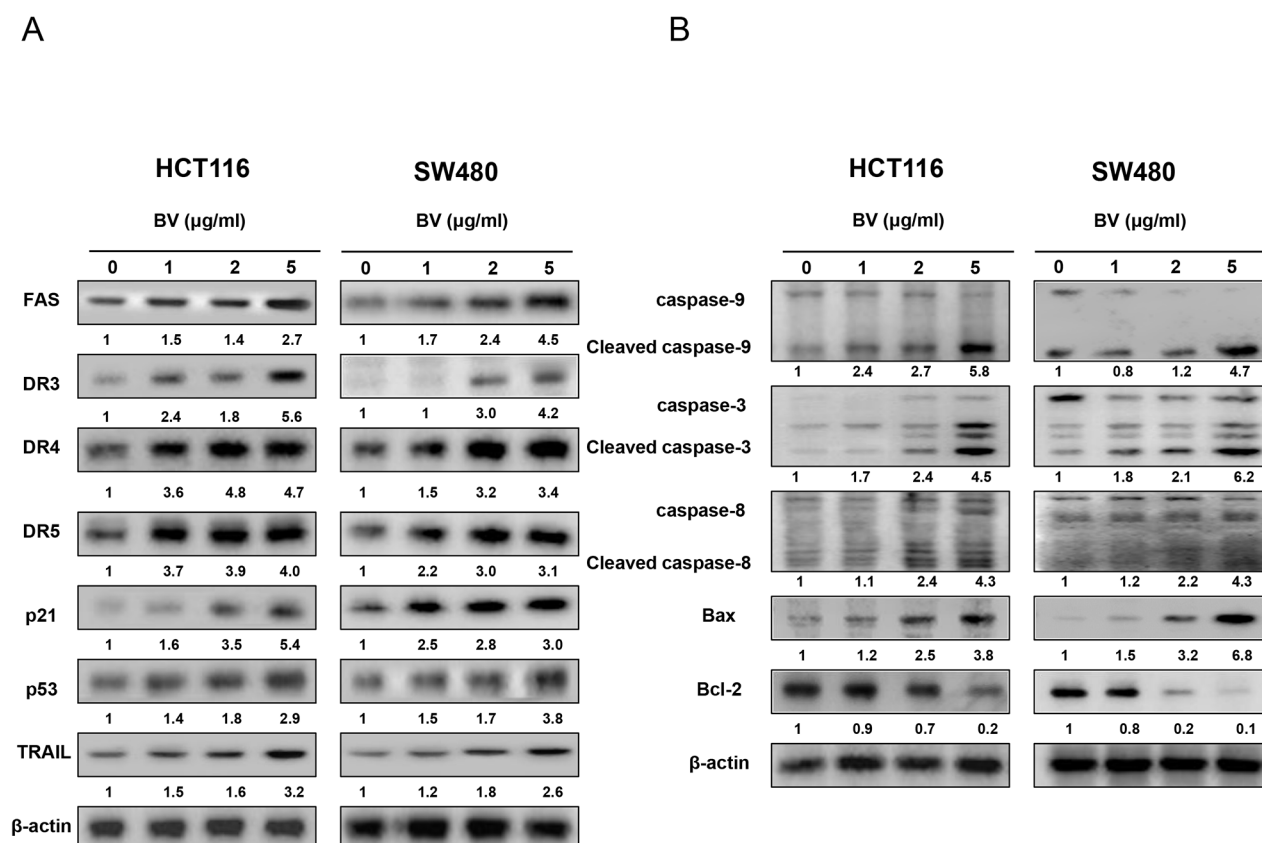 A
B
HCT116 SW480
BV (µg/ml) BV (µg/ml)
0 1 2 5 0 1 2 5
FAS
1 1.5 1.4 2.7 1 1.7 2.4 4.5
DR3
1 2.4 1.8 5.6 1 1 3.0 4.2
DR4
1 3.6 4.8 4.7 1 1.5 3.2 3.4
DR5
1 3.7 3.9 4.0 1 2.2 3.0 3.1
p21
1 1.6 3.5 5.4 1 2.5 2.8 3.0
p53
1 1.4 1.8 2.9 1 1.5 1.7 3.8
TRAIL
1 1.5 1.6 3.2 1 1.2 1.8 2.6
β-actin
HCT116 SW480
BV (µg/ml) BV (µg/ml)
0 1 2 5 0 1 2 5
caspase-9
Cleaved caspase-9
1 2.4 2.7 5.8 1 0.8 1.2 4.7
caspase-3
Cleaved caspase-3
1 1.7 2.4 4.5 1 1.8 2.1 6.2
caspase-8
Cleaved caspase-8
1 1.1 2.4 4.3 1 1.2 2.2 4.3
Bax
1 1.2 2.5 3.8 1 1.5 3.2 6.8
Bcl-2
1 0.9 0.7 0.2 1 0.8 0.2 0.1
β-actin